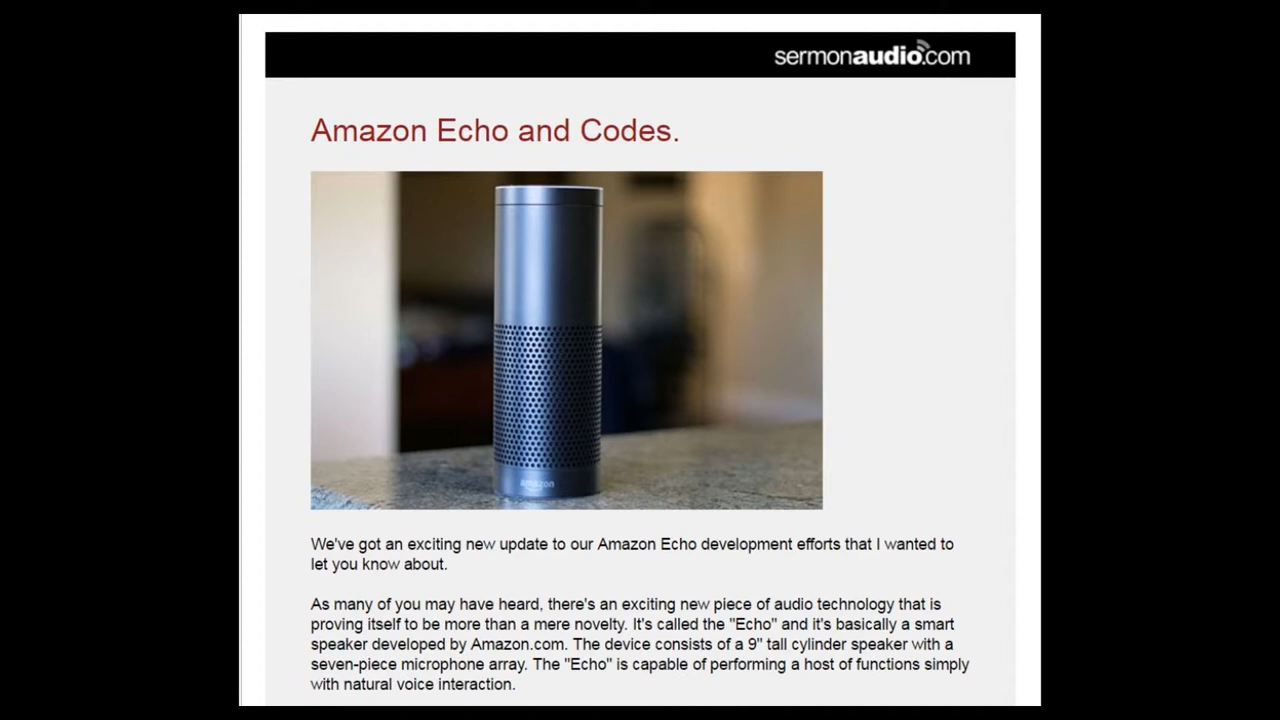 sermonaudio.com
Amazon Echo and Codes.
amazon
We've got an exciting new update to our Amazon Echo development efforts that I wanted to
let you know about.
As many of you may have heard, there's an exciting new piece of audio technology that is
proving itself to be more than a mere novelty. It's called the "Echo" and it's basically a smart
speaker developed by Amazon.com. The device consists of a 9" tall cylinder speaker with a
seven-piece microphone array. The "Echo" is capable of performing a host of functions simply
with natural voice interaction.